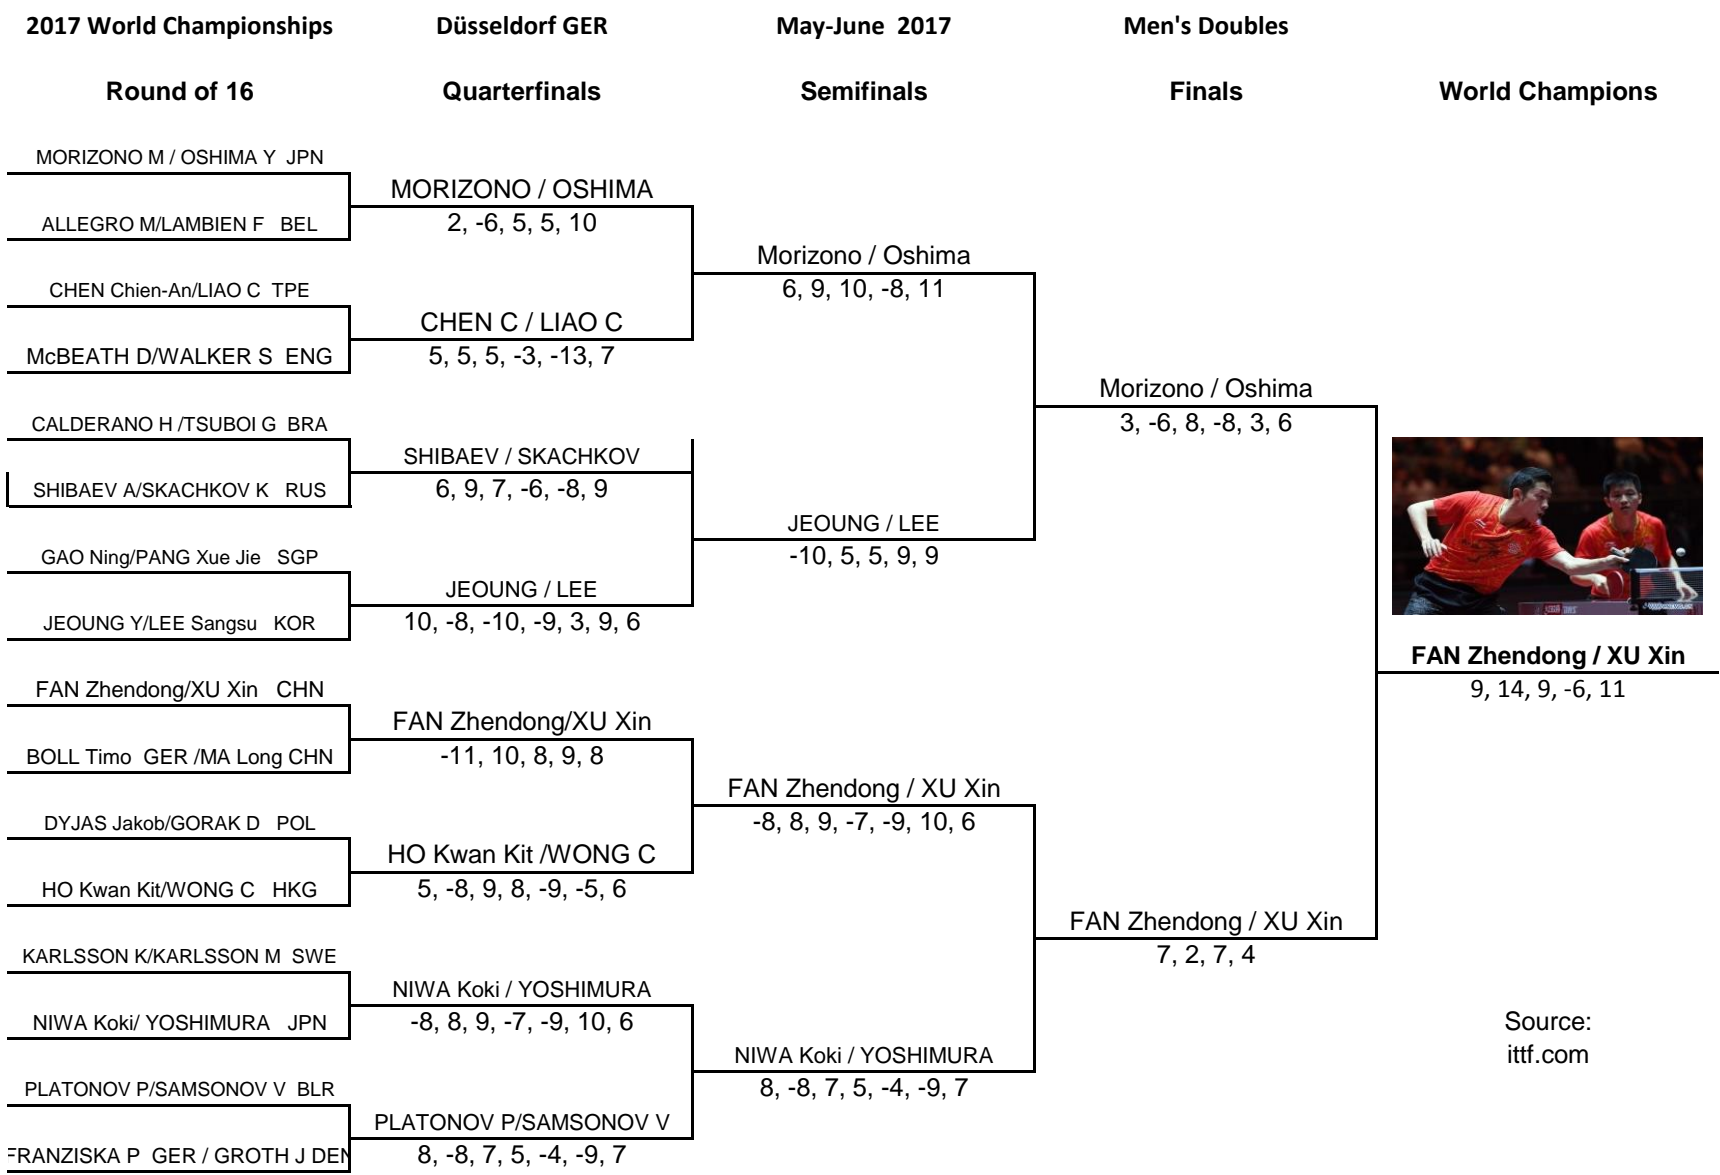 2017 World Championships Düsseldorf GER May-June 2017 Men's Doubles
Round of 16 Quarterfinals Semifinals Finals World Champions
MORIZONO M / OSHIMA Y JPN
MORIZONO / OSHIMA
ALLEGRO M/LAMBIEN F BEL
2, -6, 5, 5, 10
Morizono / Oshima
CHEN Chien-An/LIAO C TPE
6, 9, 10, -8, 11
CHEN C / LIAO C
McBEATH D/WALKER S ENG
5, 5, 5, -3, -13, 7
Morizono / Oshima
CALDERANO H /TSUBOI G BRA
3, -6, 8, -8, 3, 6
SHIBAEV / SKACHKOV
SHIBAEV A/SKACHKOV K RUS
6, 9, 7, -6, -8, 9
JEOUNG / LEE
GAO Ning/PANG Xue Jie SGP
-10, 5, 5, 9, 9
JEOUNG / LEE
JEOUNG Y/LEE Sangsu KOR
10, -8, -10, -9, 3, 9, 6
FAN Zhendong / XU Xin
FAN Zhendong/XU Xin CHN
9, 14, 9, -6, 11
FAN Zhendong/XU Xin
BOLL Timo GER /MA Long CHN
-11, 10, 8, 9, 8
FAN Zhendong / XU Xin
DYJAS Jakob/GORAK D POL
-8, 8, 9, -7, -9, 10, 6
HO Kwan Kit /WONG C
HO Kwan Kit/WONG C HKG
5, -8, 9, 8, -9, -5, 6
FAN Zhendong / XU Xin
KARLSSON K/KARLSSON M SWE
7, 2, 7, 4
NIWA Koki / YOSHIMURA
NIWA Koki/ YOSHIMURA JPN
-8, 8, 9, -7, -9, 10, 6
Source:
NIWA Koki / YOSHIMURA
ittf.com
PLATONOV P/SAMSONOV V BLR
8, -8, 7, 5, -4, -9, 7
PLATONOV P/SAMSONOV V
FRANZISKA P GER / GROTH J DEN
8, -8, 7, 5, -4, -9, 7